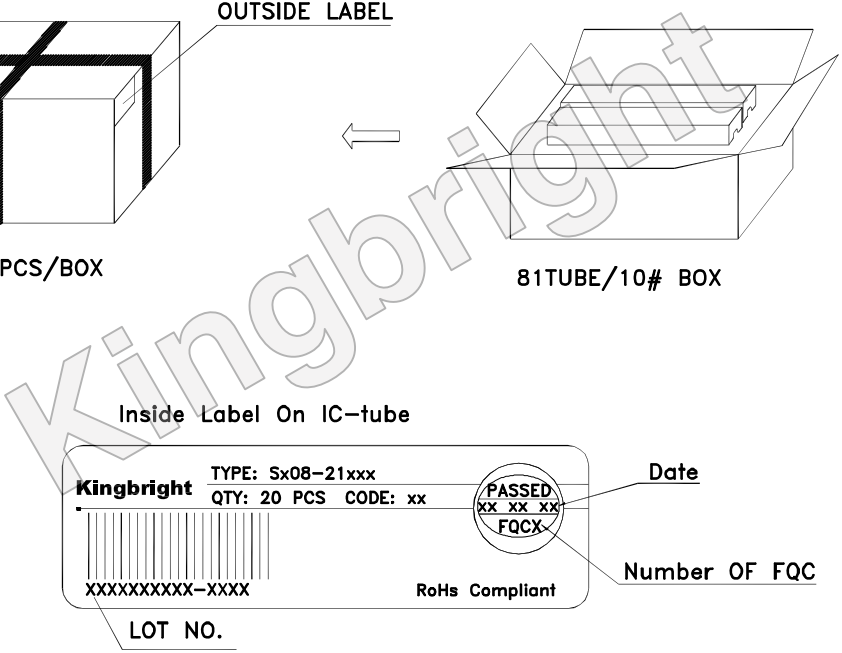 OUTSIDE LABEL
PCS/BOX
81TUBE/10# BOX
Kingbright
Inside Label On IC-tube
Kingbright
TYPE: Sx08-21xxx
QTY: 20 PCS CODE: xx
PASSED
xx xx xx
FQCX
Date
Number OF FQC
XXXXXXXXXX-XXXX
RoHs Compliant
LOT NO.